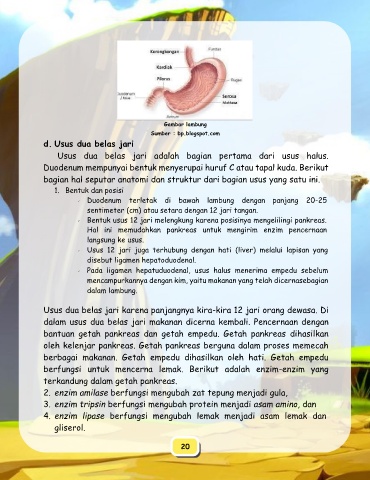 Kerongkongan
Fundus
Kardiak
Pilorus
Rugae
Duodenum
Serosa
Mukosa
Gambar lambung
Sumber : bp.blogspot.com
d. Usus dua belas jari
Usus dua belas jari adalah bagian pertama dari usus halus.
Duodenum mempunyai bentuk menyerupai huruf C atau tapal kuda. Berikut
bagian hal seputar anatomi dan struktur dari bagian usus yang satu ini.
1. Bentuk dan posisi
- Duodenum terletak di bawah lambung dengan panjang 20-25
sentimeter (cm) atau setara dengan 12 jari tangan.
- Bentuk usus 12 jari melengkung karena posisinya mengelilingi pankreas.
Hal ini memudahkan pankreas untuk mengirim enzim pencernaan
langsung ke usus.
- Usus 12 jari juga terhubung dengan hati (liver) melalui lapisan yang
disebut ligamen hepatoduodenal.
- Pada ligamen hepatuduodenal, usus halus menerima empedu sebelum
mencampurkannya dengan kim, yaitu makanan yang telah dicernasebagian
dalam lambung.
Usus dua belas jari karena panjangnya kira-kira 12 jari orang dewasa. Di
dalam usus dua belas jari makanan dicerna kembali. Pencernaan dengan
bantuan getah pankreas dan getah empedu. Getah pankreas dihasilkan
oleh kelenjar pankreas. Getah pankreas berguna dalam proses memecah
berbagai makanan. Getah empedu dihasilkan oleh hati. Getah empedu
berfungsi untuk mencerna lemak. Berikut adalah enzim-enzim yang
terkandung dalam getah pankreas.
2. enzim amilase berfungsi mengubah zat tepung menjadi gula,
3. enzim tripsin berfungsi mengubah protein menjadi asam amino, dan
4. enzim lipase berfungsi mengubah lemak menjadi asam lemak dan
gliserol.
20